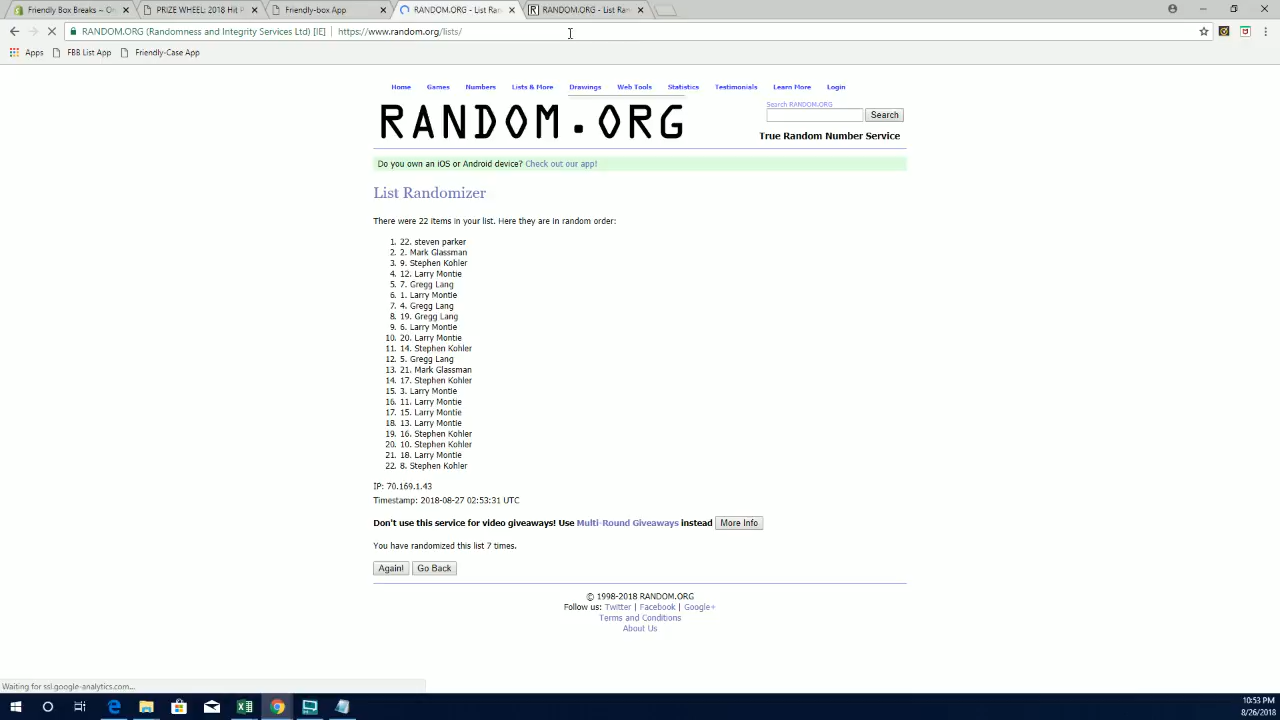 Friendly Box Breaks – C
PRIZE WHEEL: 2018 Hit P
Friendly-box App
RANDOM.ORG - List Ran
RANDOM.ORG - List Ran
RANDOM.ORG (Randomness and Integrity Services Ltd) [IE] | https://www.random.org/lists/
Apps FBB List App Friendly-Case App
Home Games Numbers Lists & More Drawings Web Tools Statistics Testimonials Learn More Login
RANDOM.ORG
Search RANDOM.ORG
Search
True Random Number Service
Do you own an iOS or Android device? Check out our app!
List Randomizer
There were 22 items in your list. Here they are in random order:
1. 22. steven parker
2. 2. Mark Glassman
3. 9. Stephen Kohler
4. 12. Larry Montie
5. 7. Gregg Lang
6. 1. Larry Montie
7. 4. Gregg Lang
8. 19. Gregg Lang
9. 6. Larry Montie
10. 20. Larry Montie
11. 14. Stephen Kohler
12. 5. Gregg Lang
13. 21. Mark Glassman
14. 17. Stephen Kohler
15. 3. Larry Montie
16. 11. Larry Montie
17. 15. Larry Montie
18. 13. Larry Montie
19. 16. Stephen Kohler
20. 10. Stephen Kohler
21. 18. Larry Montie
22. 8. Stephen Kohler
IP: 70.169.1.43
Timestamp: 2018-08-27 02:53:31 UTC
Don't use this service for video giveaways! Use Multi-Round Giveaways instead More Info
You have randomized this list 7 times.
Again! Go Back
© 1998-2018 RANDOM.ORG
Follow us: Twitter | Facebook | Google+
Terms and Conditions
About Us
Waiting for ssl.google-analytics.com...
10:53 PM
8/26/2018